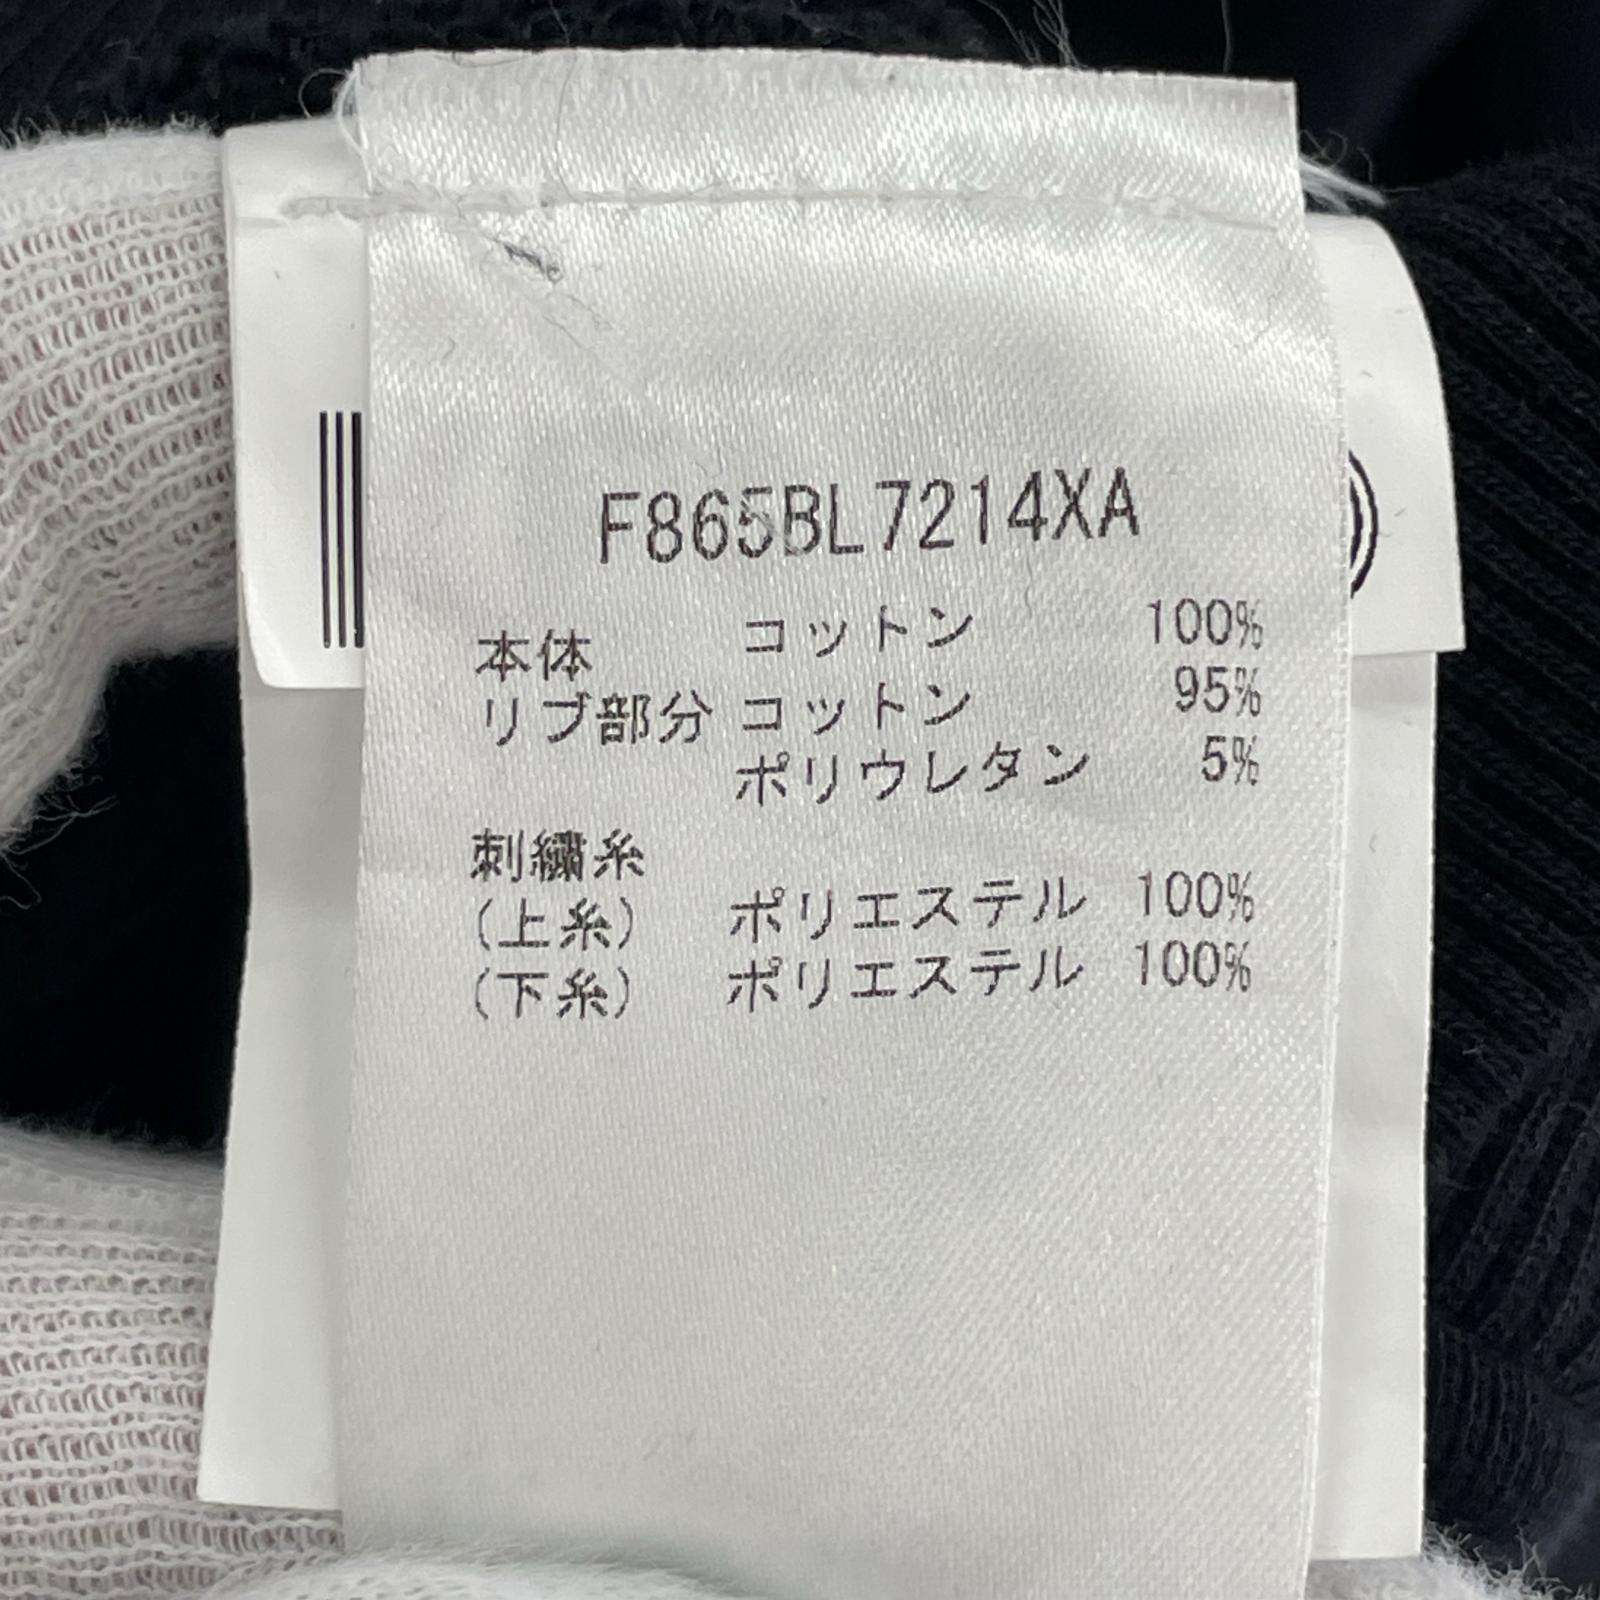 F865BL7214XA
本体 コットン 100%
リブ部分 コットン 95%
ポリウレタン 5%
刺繍糸
(上糸) ポリエステル 100%
(下糸) ポリエステル 100%